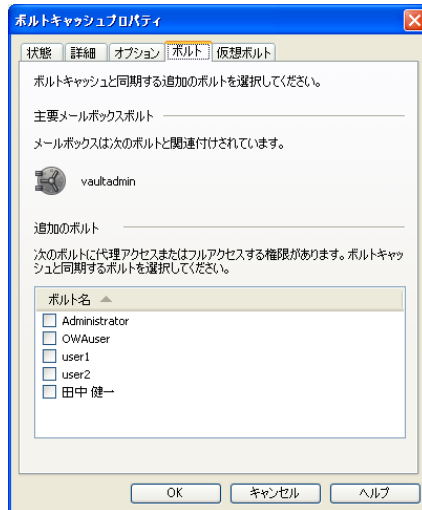 ボルトキャッシュプロパティ
状態 詳細 オプション ボルト 仮想ボルト
ボルトキャッシュと同期する追加のボルトを選択してください。
主要メールボックスボルト
メールボックスは次のボルトと関連付けされています。
vaultadmin
追加のボルト
次のボルトに代理アクセスまたはフルアクセスする権限があります。ボルトキャッ
シュと同期するボルトを選択してください。
ボルト名
Administrator
OWAuser
user1
user2
田中 健一
OK キャンセル ヘルプ